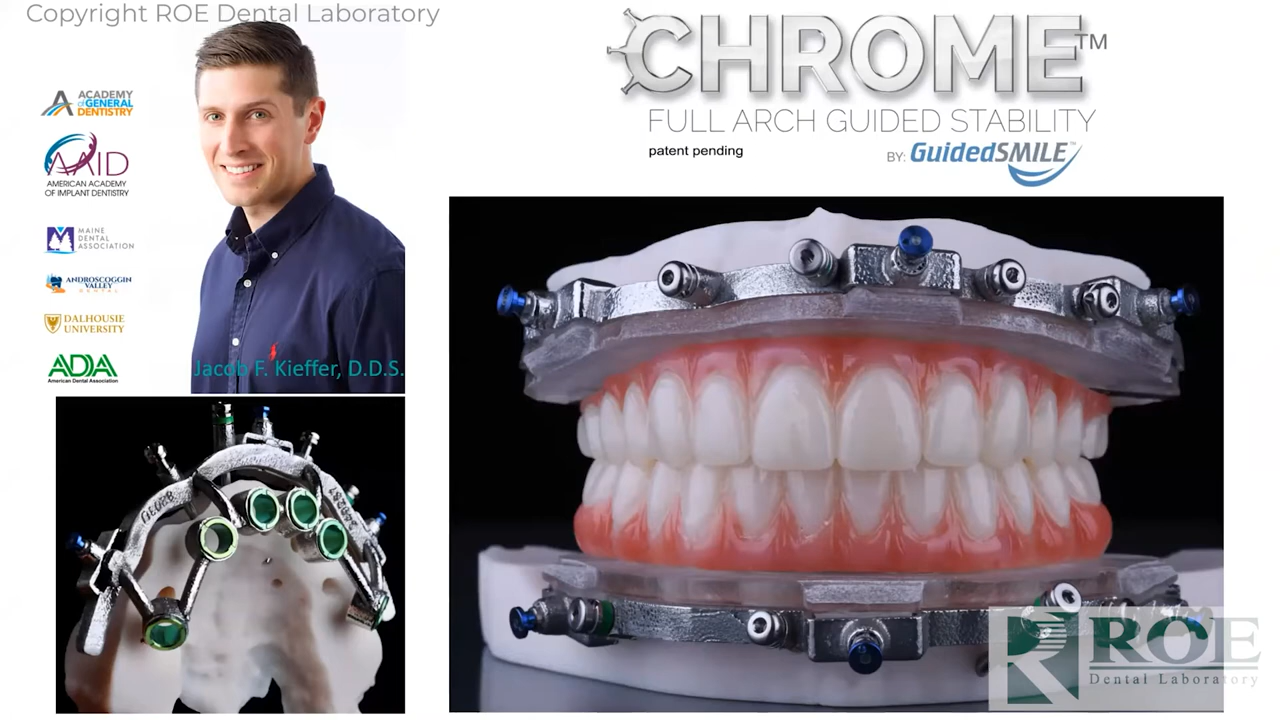 Copyright ROE Dental Laboratory
ACADEMY
of GENERAL
DENTISTRY
AAID
AMERICAN ACADEMY
OF IMPLANT DENTISTRY
MAINE
DENTAL
ASSOCIATION
ANDROSCOGGIN
VALLEY
DENTAL
DALHOUSIE
UNIVERSITY
ADA
American Dental Association
Jacob F. Kieffer, D.D.S.
CHROME™
FULL ARCH GUIDED STABILITY
patent pending
BY: GuidedSMILE™
ROE
Dental Laboratory